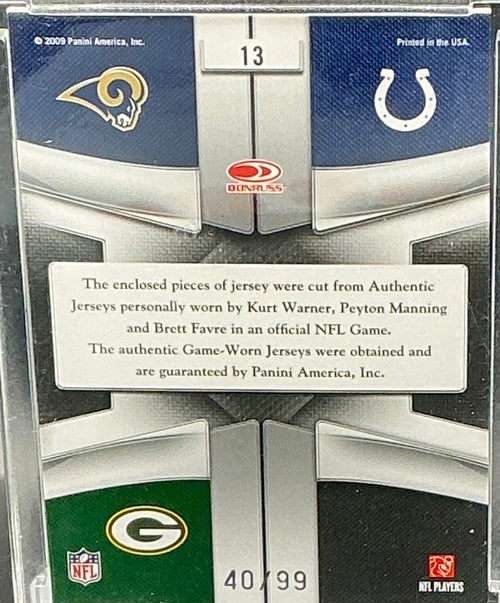 © 2009 Panini America, Inc.
13
Printed in the USA.
DONRUSS
The enclosed pieces of jersey were cut from Authentic
Jerseys personally worn by Kurt Warner, Peyton Manning
and Brett Favre in an official NFL Game.
The authentic Game-Worn Jerseys were obtained and
are guaranteed by Panini America, Inc.
G
NFL
40/99
NFL PLAYERS